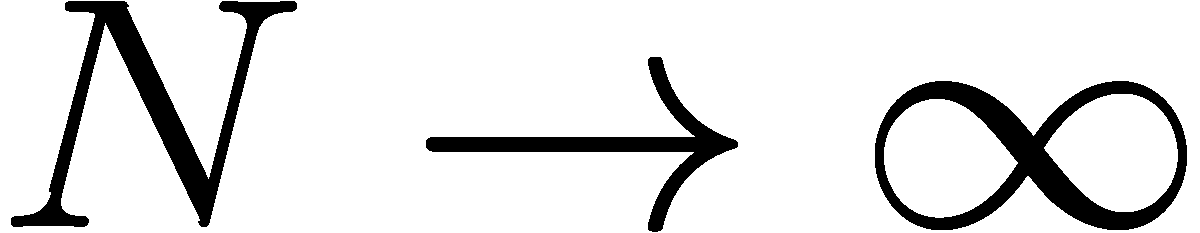 N → ∞